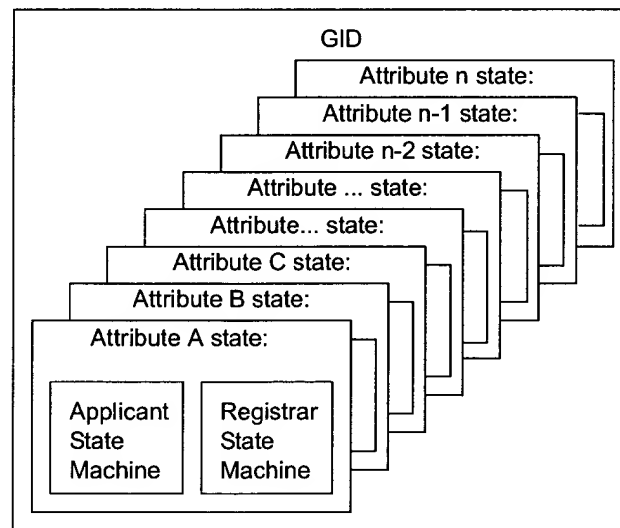 GID
Attribute n state:
Attribute n-1 state:
Attribute n-2 state:
Attribute ... state:
Attribute... state:
Attribute C state:
Attribute B state:
Attribute A state:
Applicant
State
Machine
Registrar
State
Machine